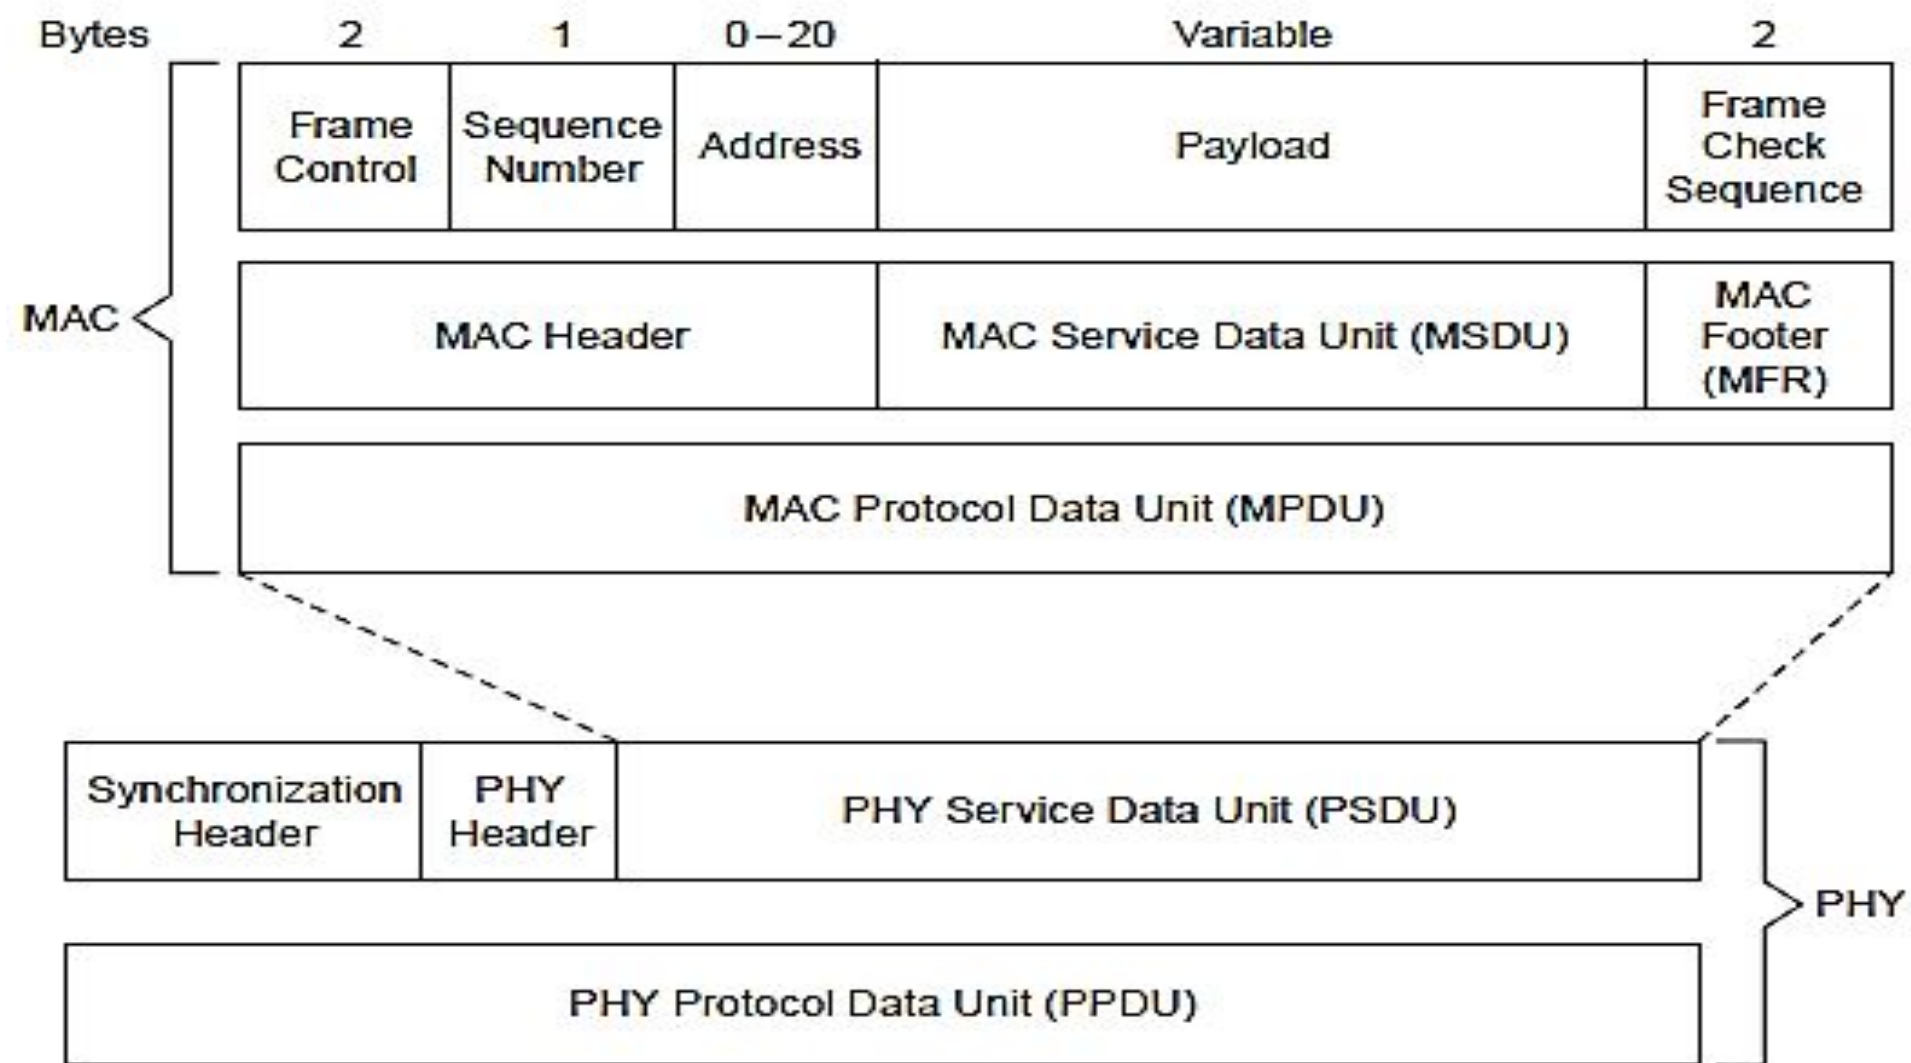 Bytes 2 1 0–20 Variable 2
Frame
Control
Sequence
Number
Address
Payload
Frame
Check
Sequence
MAC
MAC Header
MAC Service Data Unit (MSDU)
MAC
Footer
(MFR)
MAC Protocol Data Unit (MPDU)
Synchronization
Header
PHY
Header
PHY Service Data Unit (PSDU)
PHY
PHY Protocol Data Unit (PPDU)